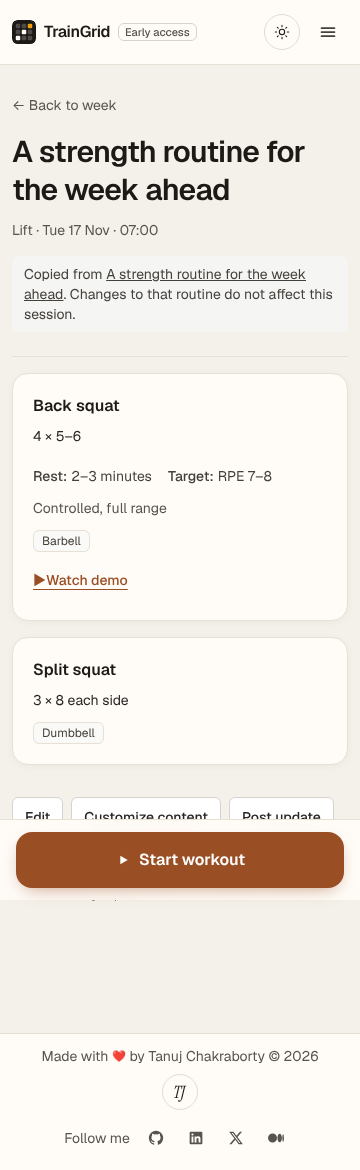 TrainGrid Early access
← Back to week
A strength routine for
the week ahead
Lift · Tue 17 Nov · 07:00
Copied from A strength routine for the week
ahead. Changes to that routine do not affect this
session.
Back squat
4 × 5–6
Rest: 2–3 minutes Target: RPE 7–8
Controlled, full range
Barbell
▶Watch demo
Split squat
3 × 8 each side
Dumbbell
Edit Customize content Post update
Start workout
Made with ❤️ by Tanuj Chakraborty © 2026
TJ
Follow me